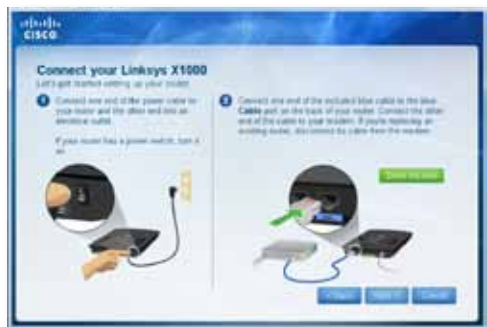 CISCO
Connect your Linksys X1000
Let's get started setting up your router.
1 Connect one end of the power cable to
your router and the other end into an
electrical outlet.
If your router has a power switch, turn it
on.
2 Connect one end of the included blue cable to the blue
Cable port on the back of your router. Connect the other
end of the cable to your modem. If you're replacing an
existing router, disconnect its cable from the modem.
Cancel